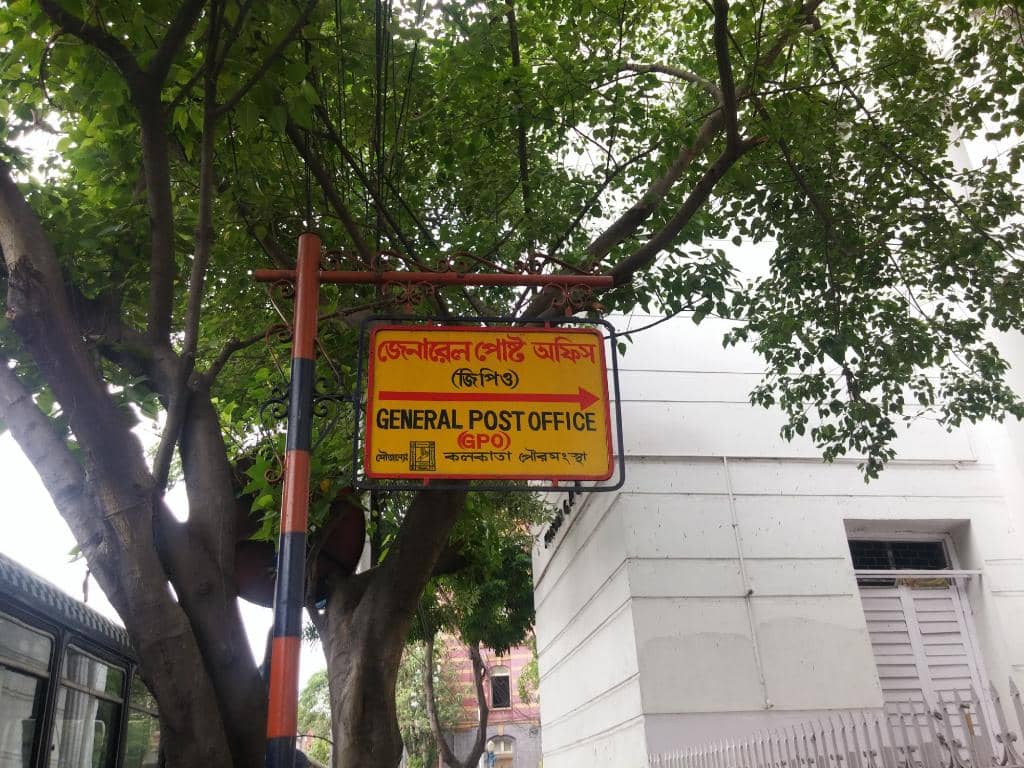 জেনারেল পোষ্ট অফিস
(জিপিও)
GENERAL POST OFFICE
(GPO)
সৌজন্যে কলকাতা পৌরসংস্থা